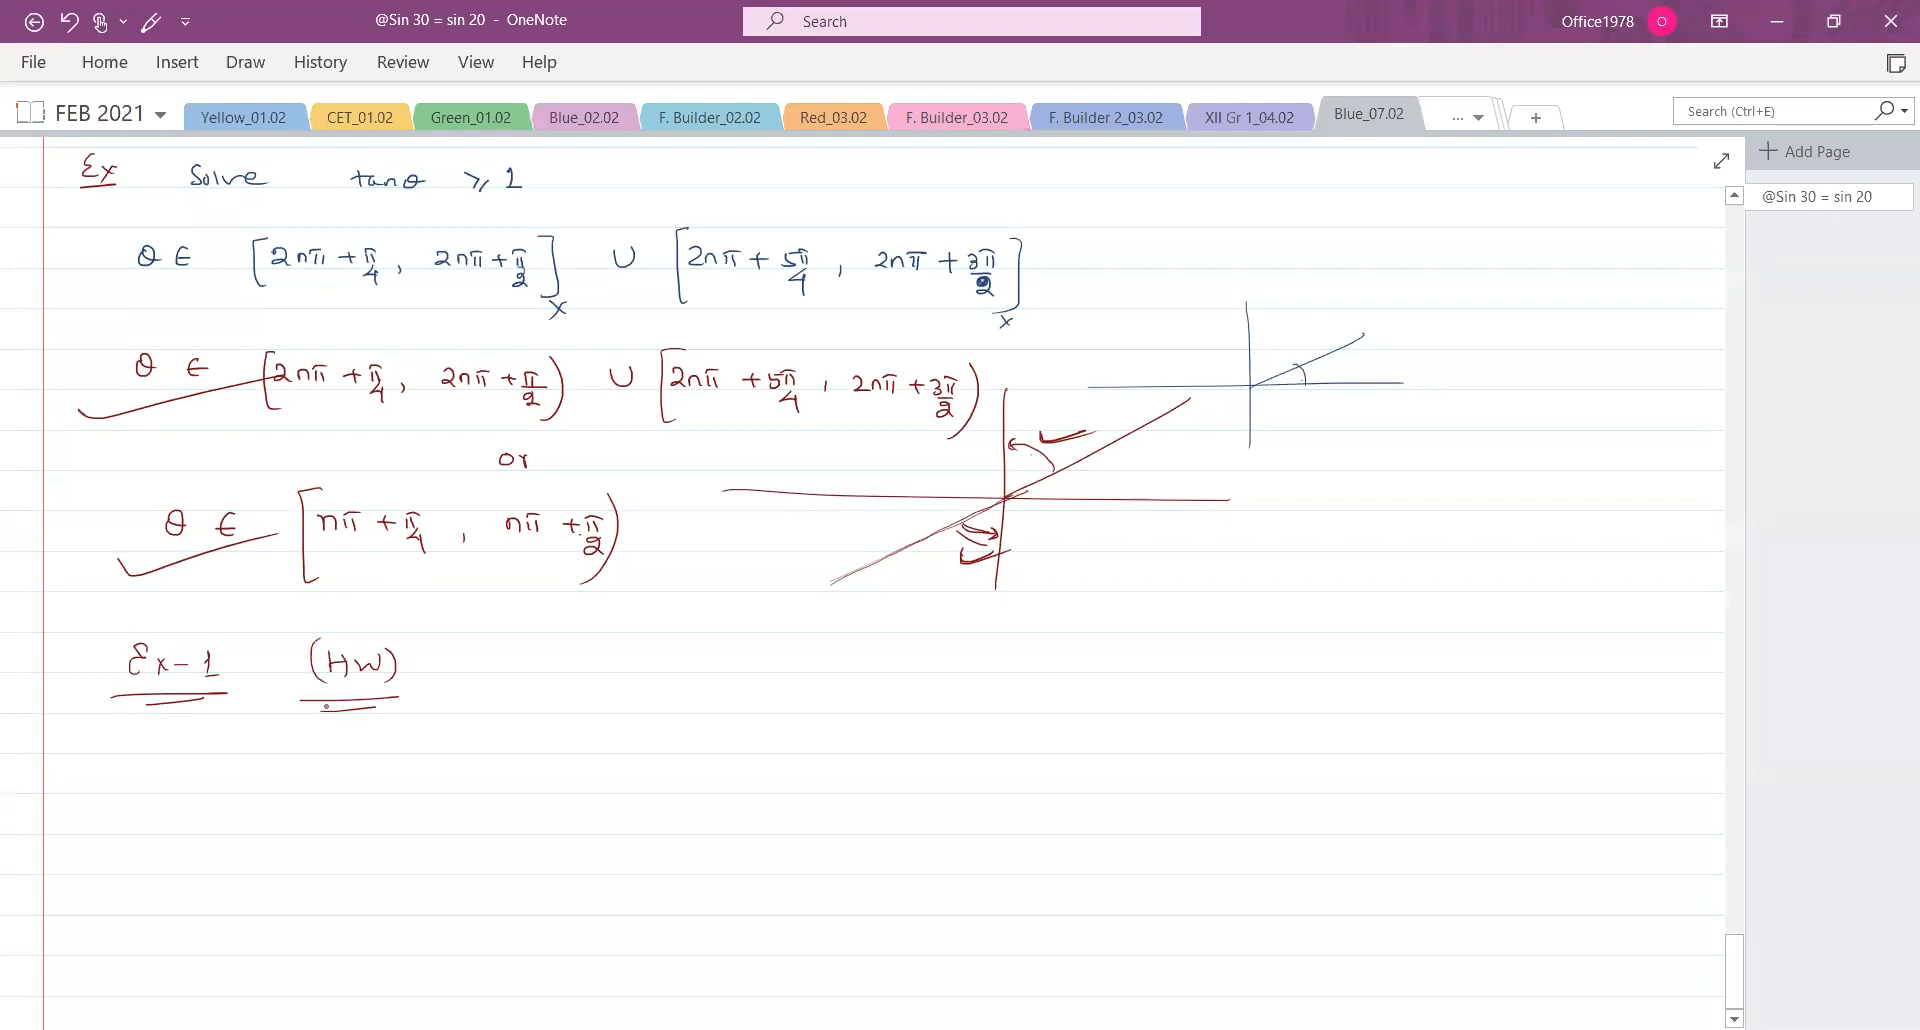 @Sin 30 = sin 20 - OneNote
Search
Office1978
O
File Home Insert Draw History Review View Help
FEB 2021
Yellow_01.02 CET_01.02 Green_01.02 Blue_02.02 F. Builder_02.02 Red_03.02 F. Builder_03.02 F. Builder 2_03.02 XII Gr 1_04.02 Blue_07.02 ... +
Search (Ctrl+E)
+ Add Page
@Sin 30 = sin 20
Ex Solve tanθ ⩾ 1
θ ∈ [2nπ + π/4, 2nπ + π/2] x ∪ [2nπ + 5π/4, 2nπ + 3π/2] x
θ ∈ [2nπ + π/4, 2nπ + π/2) ∪ [2nπ + 5π/4, 2nπ + 3π/2)
or
θ ∈ [nπ + π/4, nπ + π/2)
Ex-1 (HW)